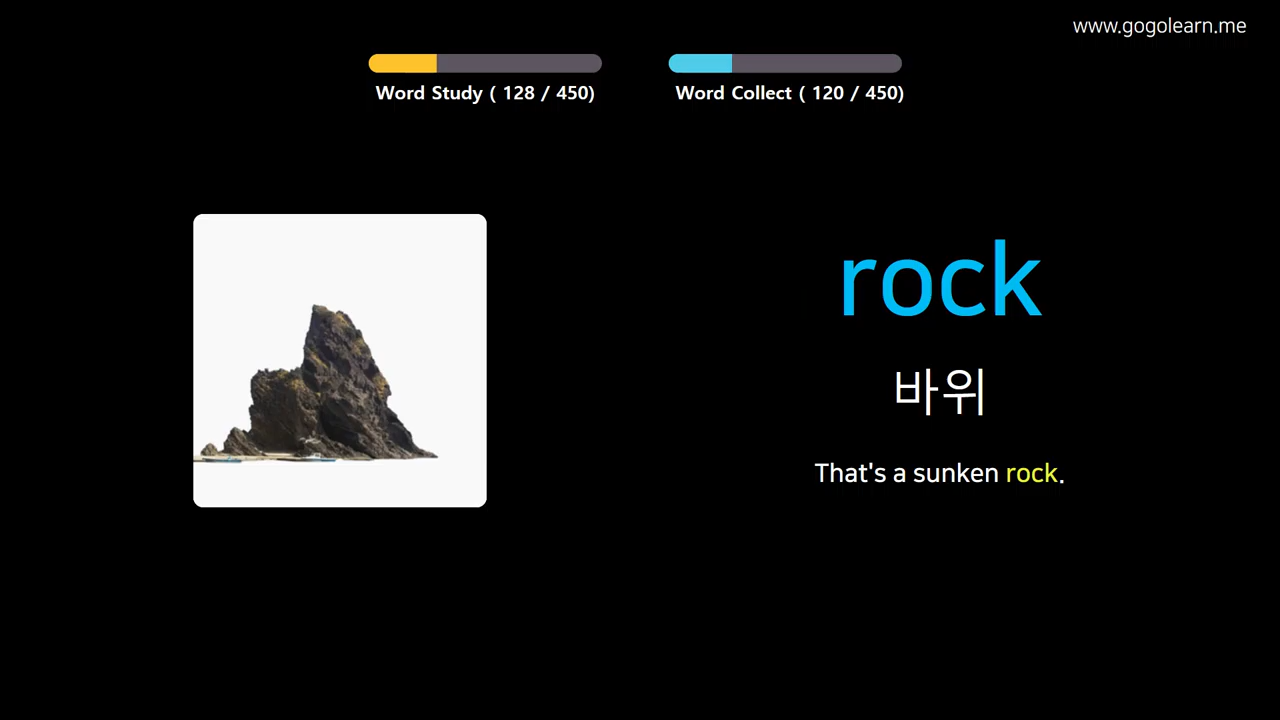 www.gogolearn.me
Word Study ( 128 / 450)
Word Collect ( 120 / 450)
rock
바위
That's a sunken rock.